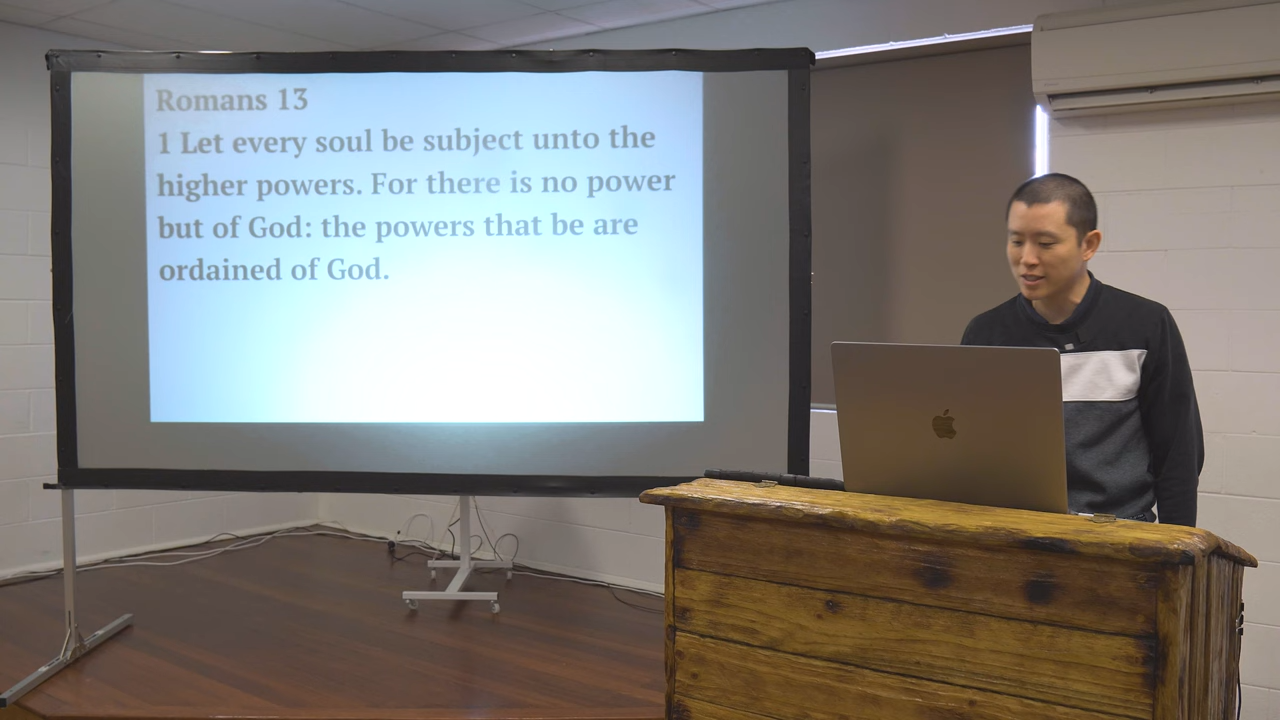 Romans 13
1 Let every soul be subject unto the
higher powers. For there is no power
but of God: the powers that be are
ordained of God.